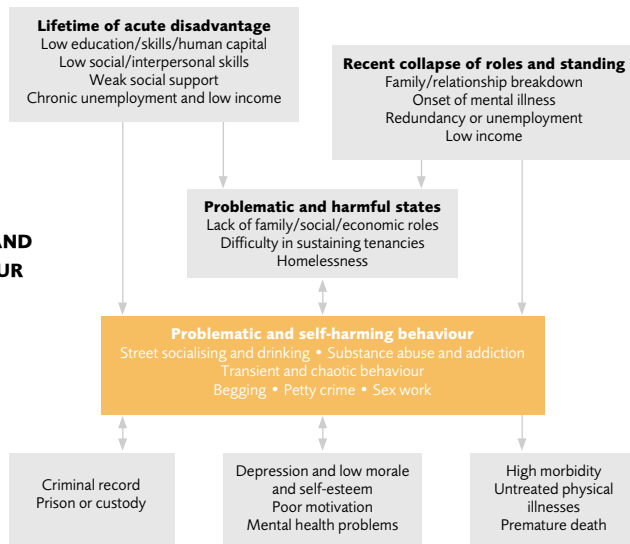 Lifetime of acute disadvantage
Low education/skills/human capital
Low social/interpersonal skills
Weak social support
Chronic unemployment and low income
Recent collapse of roles and standing
Family/relationship breakdown
Onset of mental illness
Redundancy or unemployment
Low income
Problematic and harmful states
Lack of family/social/economic roles
Difficulty in sustaining tenancies
Homelessness
AND
UR
Problematic and self-harming behaviour
Street socialising and drinking • Substance abuse and addiction
Transient and chaotic behaviour
Begging • Petty crime • Sex work
Criminal record
Prison or custody
Depression and low morale
and self-esteem
Poor motivation
Mental health problems
High morbidity
Untreated physical
illnesses
Premature death